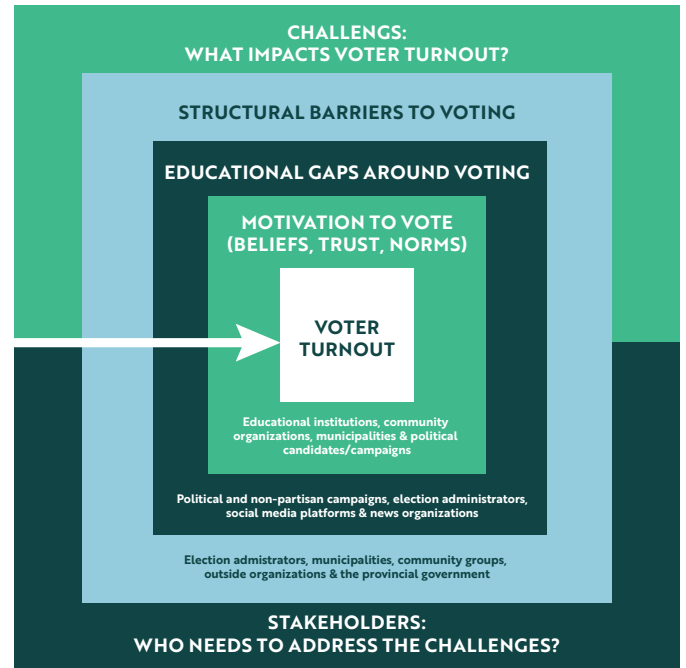 CHALLENGS:
WHAT IMPACTS VOTER TURNOUT?
STRUCTURAL BARRIERS TO VOTING
EDUCATIONAL GAPS AROUND VOTING
MOTIVATION TO VOTE
(BELIEFS, TRUST, NORMS)
VOTER
TURNOUT
Educational institutions, community
organizations, municipalities & political
candidates/campaigns
Political and non-partisan campaigns, election administrators,
social media platforms & news organizations
Election admistrators, municipalities, community groups,
outside organizations & the provincial government
STAKEHOLDERS:
WHO NEEDS TO ADDRESS THE CHALLENGES?